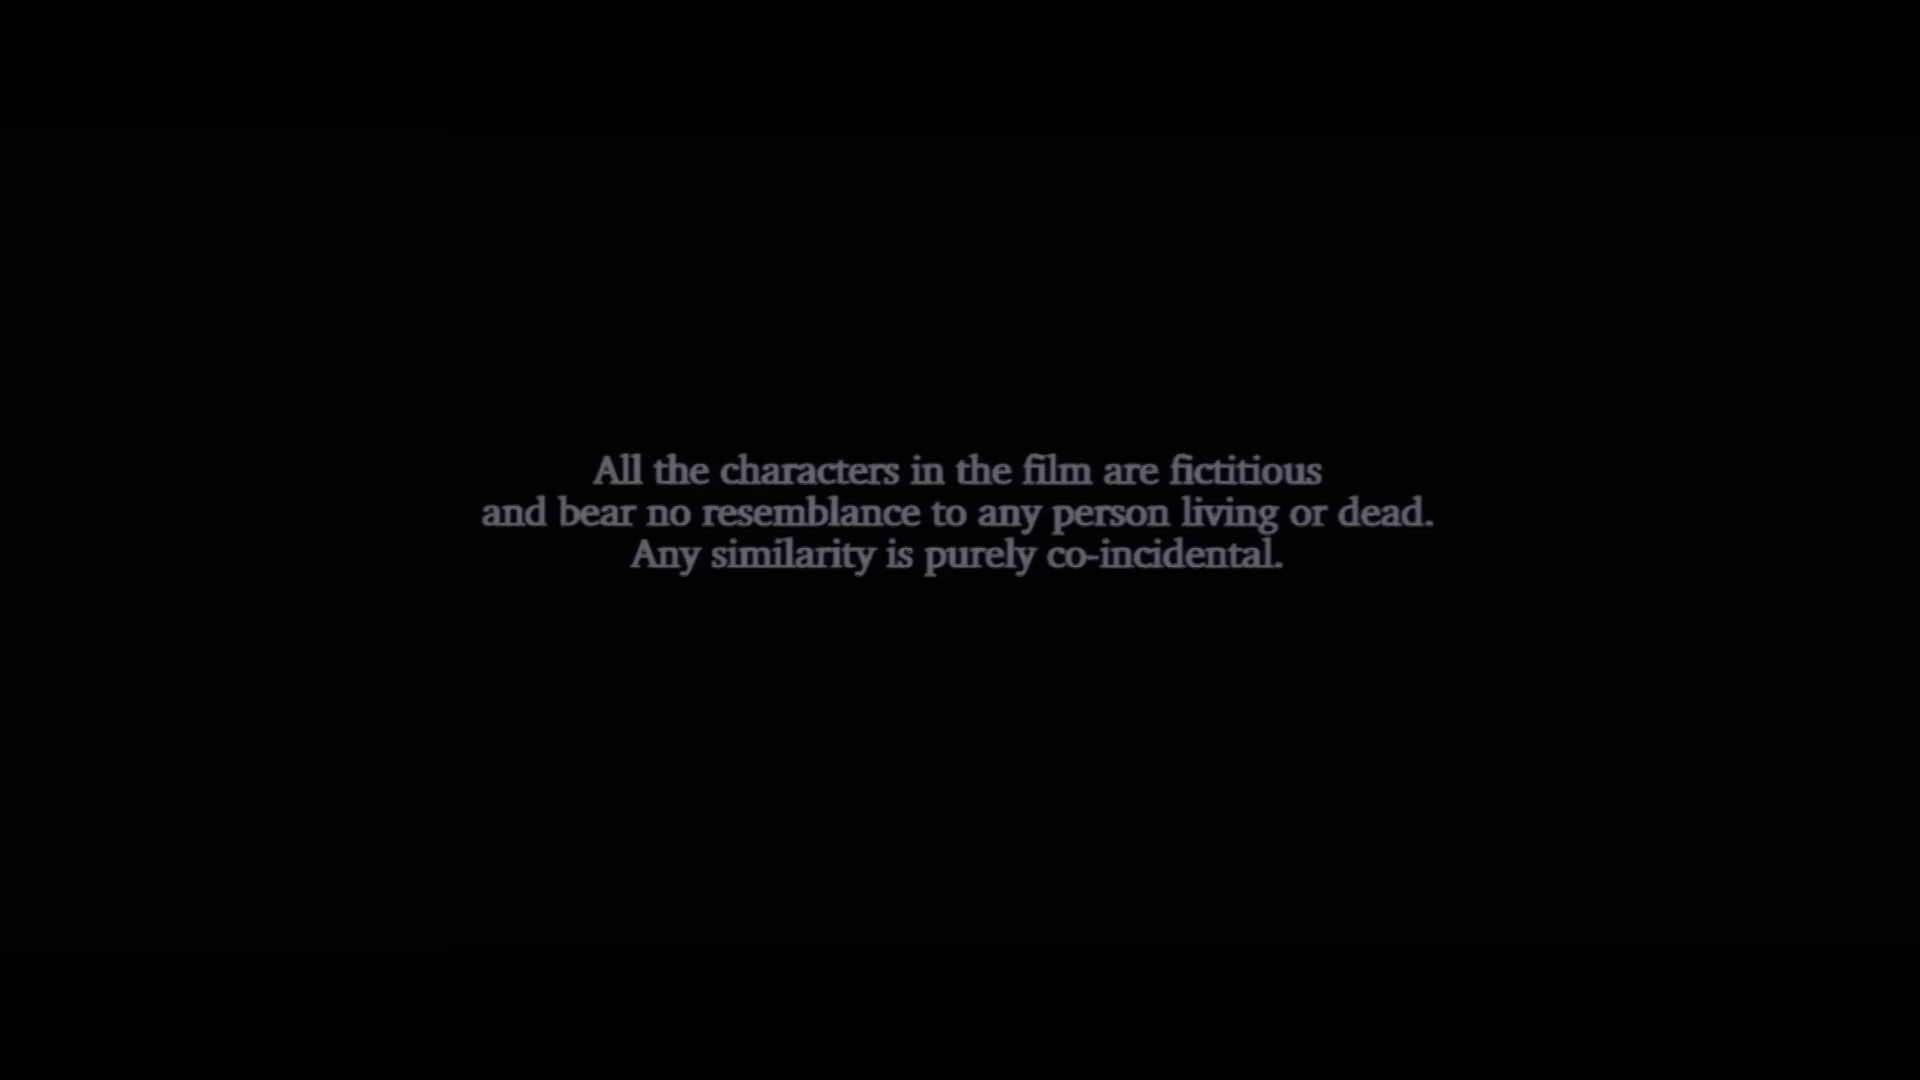 All the characters in the film are fictitious
and bear no resemblance to any person living or dead.
Any similarity is purely co-incidental.